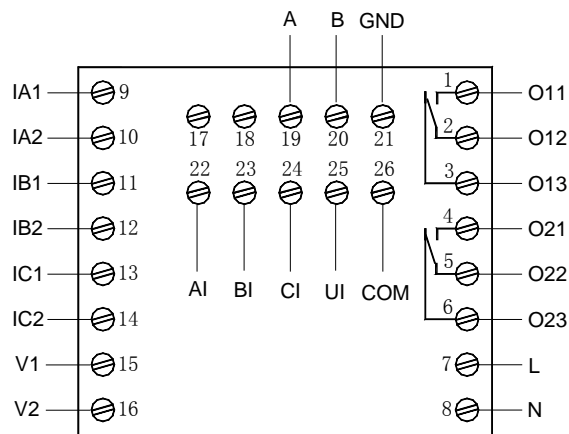 A B GND
IA1 9 1 O11
17 18 19 20 21
IA2 10 2 O12
22 23 24 25 26
IB1 11 3 O13
IB2 12 4 O21
IC1 13 5 O22
AI BI CI UI COM
IC2 14 6 O23
V1 15 7 L
V2 16 8 N